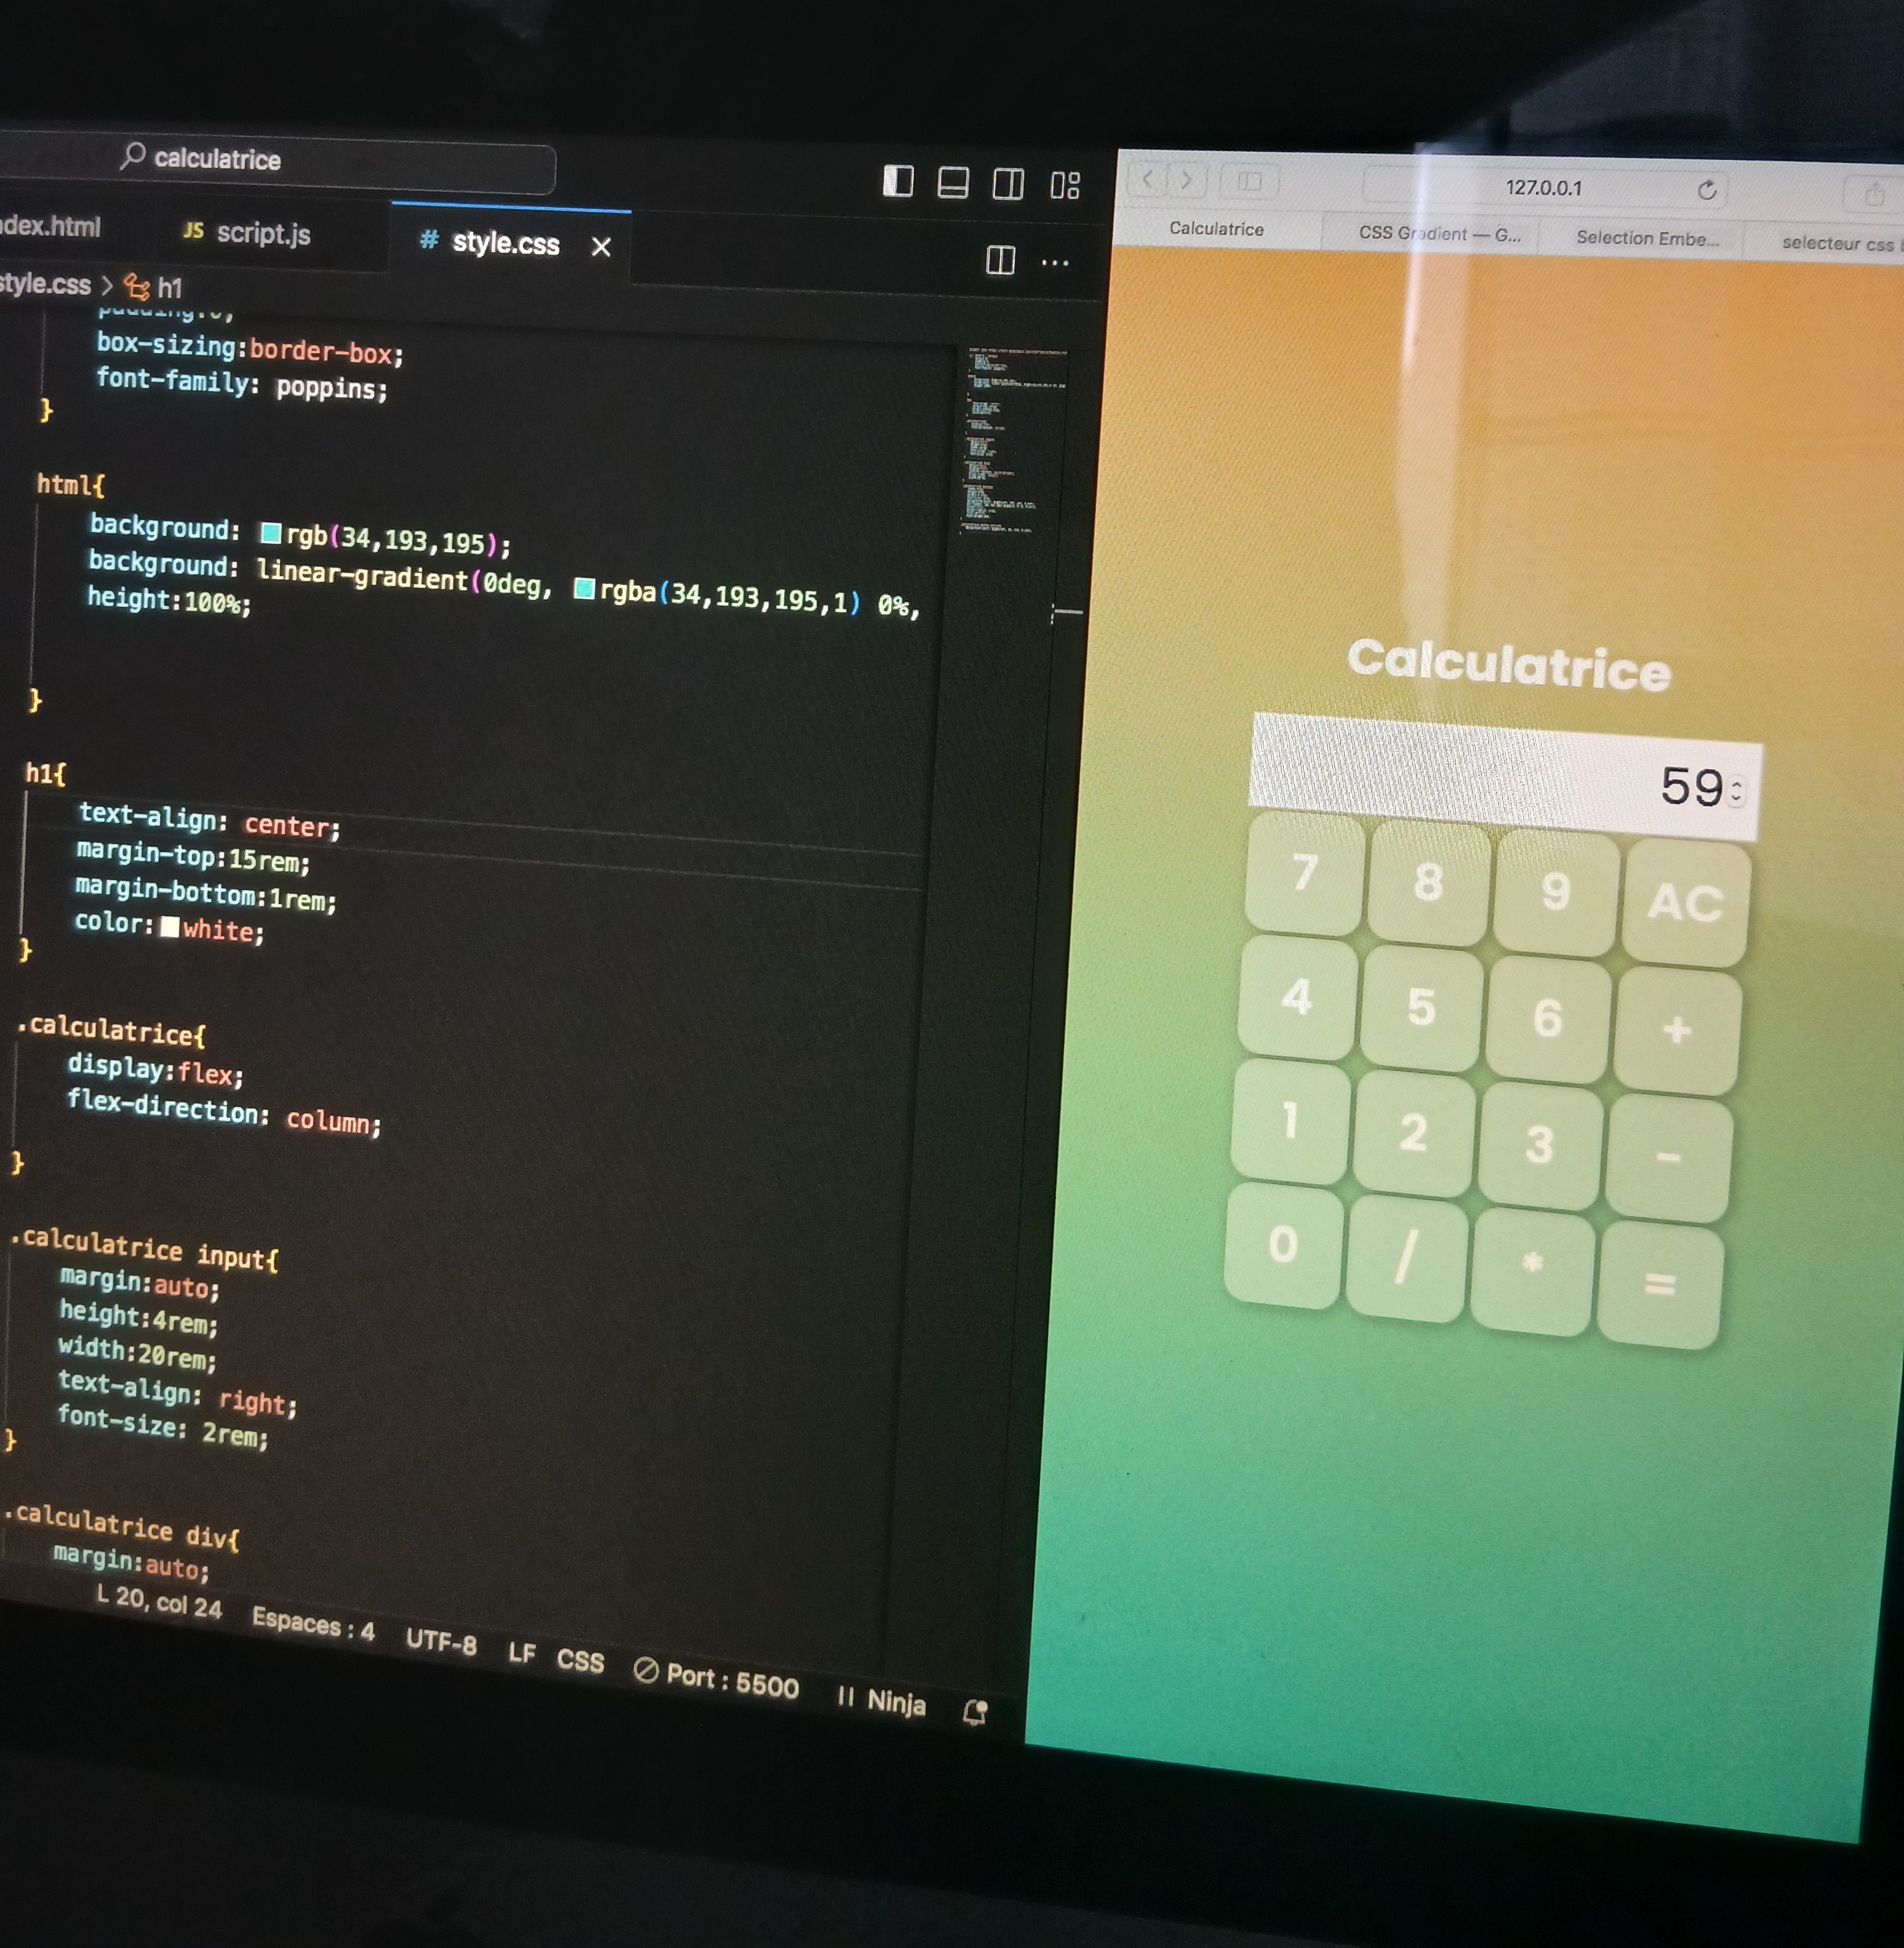 calculatrice
dex.html
JS script.js
# style.css ×
style.css > h1
padding:0;
box-sizing:border-box;
font-family: poppins;
}
html{
background: rgb(34,193,195);
background: linear-gradient(0deg, rgba(34,193,195,1) 0%,
height:100%;
}
h1{
text-align: center;
margin-top:15rem;
margin-bottom:1rem;
color: white;
}
.calculatrice{
display:flex;
flex-direction: column;
}
.calculatrice input{
margin:auto;
height:4rem;
width:20rem;
text-align: right;
font-size: 2rem;
}
.calculatrice div{
margin:auto;
L 20, col 24 Espaces : 4 UTF-8 LF CSS Port : 5500 Ninja
127.0.0.1
Calculatrice CSS Gradient — G... Selection Embe... selecteur css
Calculatrice
59
7 8 9 AC
4 5 6 +
1 2 3 -
0 / * =